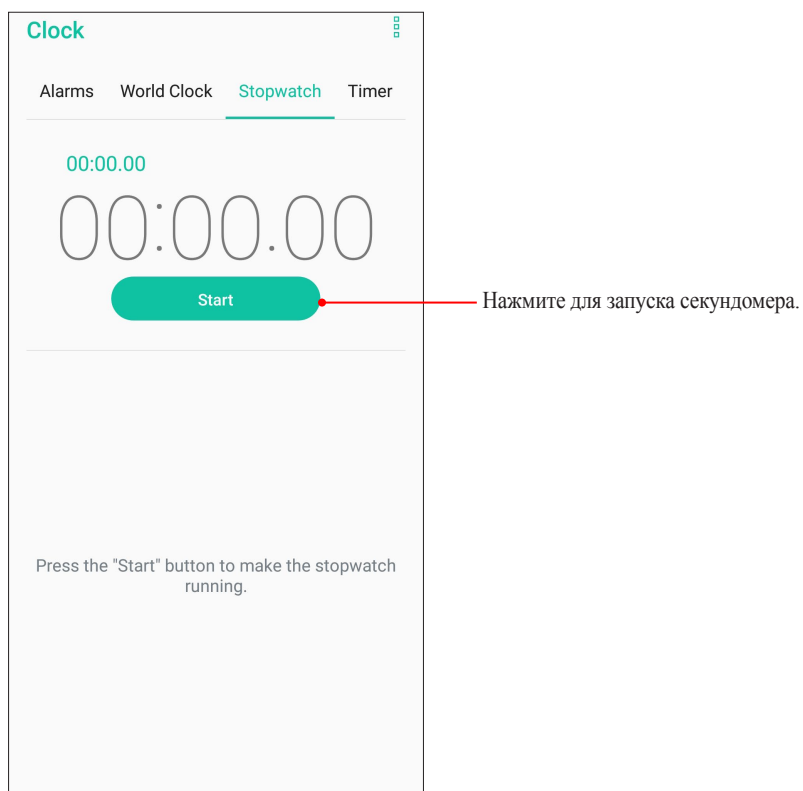 Clock
Alarms World Clock Stopwatch Timer
00:00.00
00:00.00
Start
Нажмите для запуска секундомера.
Press the "Start" button to make the stopwatch
running.